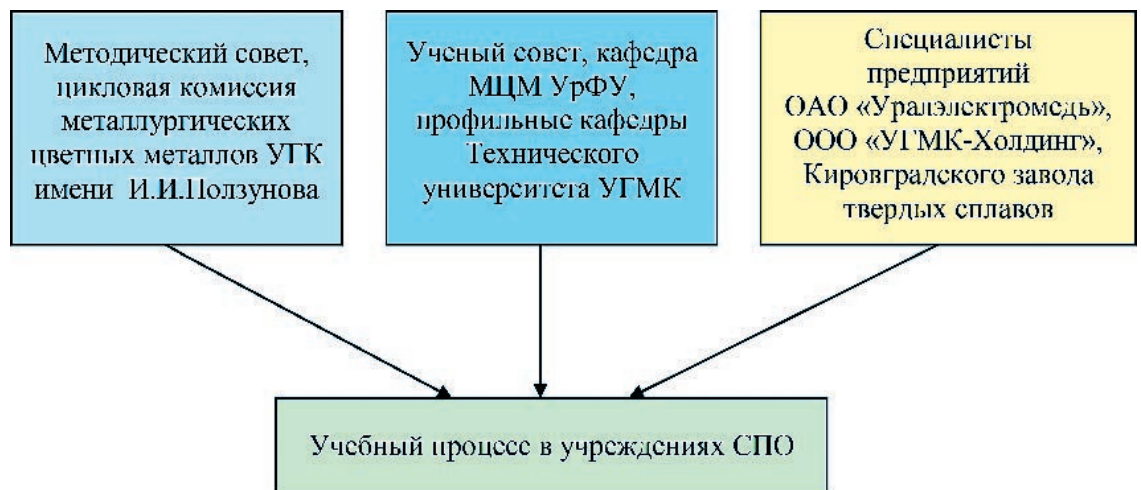 Методический совет,
цикловая комиссия
металлургических
цветных металлов УГК
имени И.И.Ползунова
Ученый совет, кафедра
МЦМ УрФУ,
профильные кафедры
Технического
университета УГМК
Специалисты
предприятий
ОАО «Уралэлектромедь»,
ООО «УГМК-Холдинг»,
Кировградского завода
твердых сплавов
Учебный процесс в учреждениях СПО